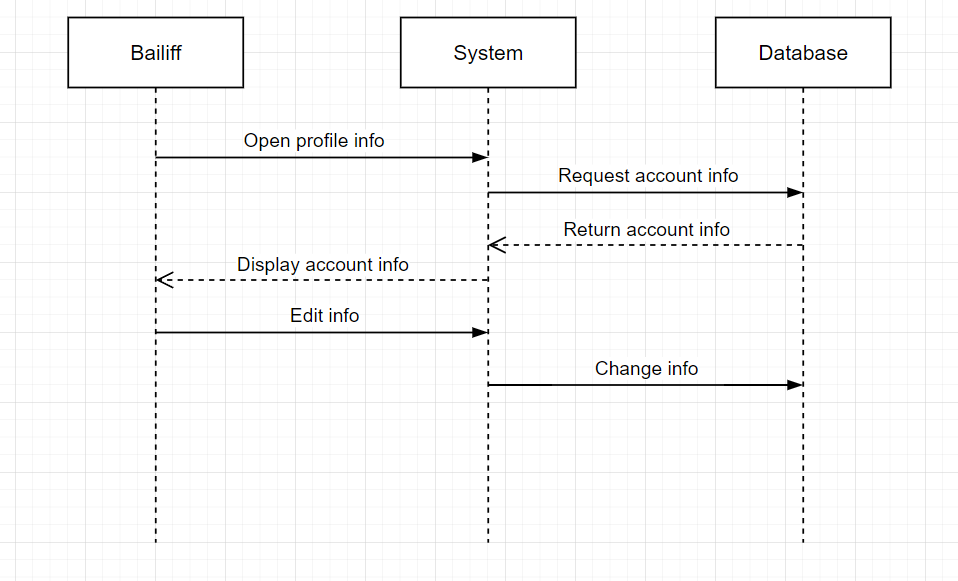 Bailiff
System
Database
Open profile info
Request account info
Return account info
Display account info
Edit info
Change info